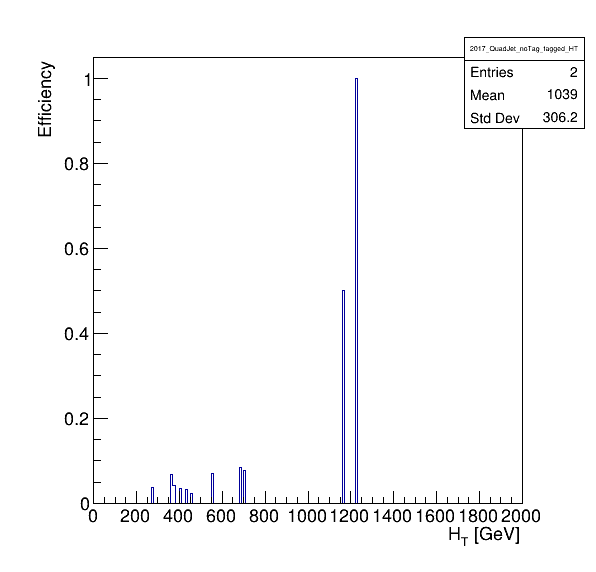 2017_QuadJet_noTag_tagged_HT
Entries 2
Mean 1039
Std Dev 306.2
Efficiency
1
0.8
0.6
0.4
0.2
0
0 200 400 600 800 1000 1200 1400 1600 1800 2000
H_T [GeV]